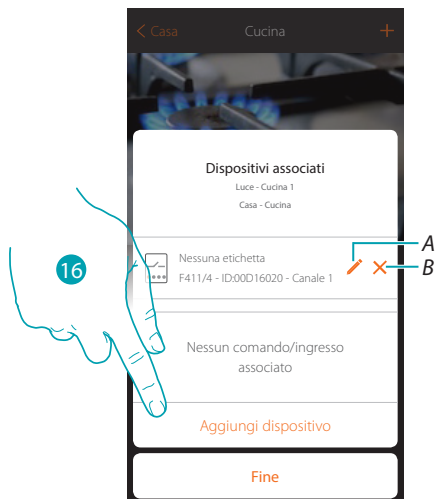 Casa
Cucina
Dispositivi associati
Luce - Cucina 1
Casa - Cucina
A
Nessuna etichetta
F411/4 - ID:00D16020 - Canale 1
B
16
Nessun comando/ingresso
associato
Aggiungi dispositivo
Fine